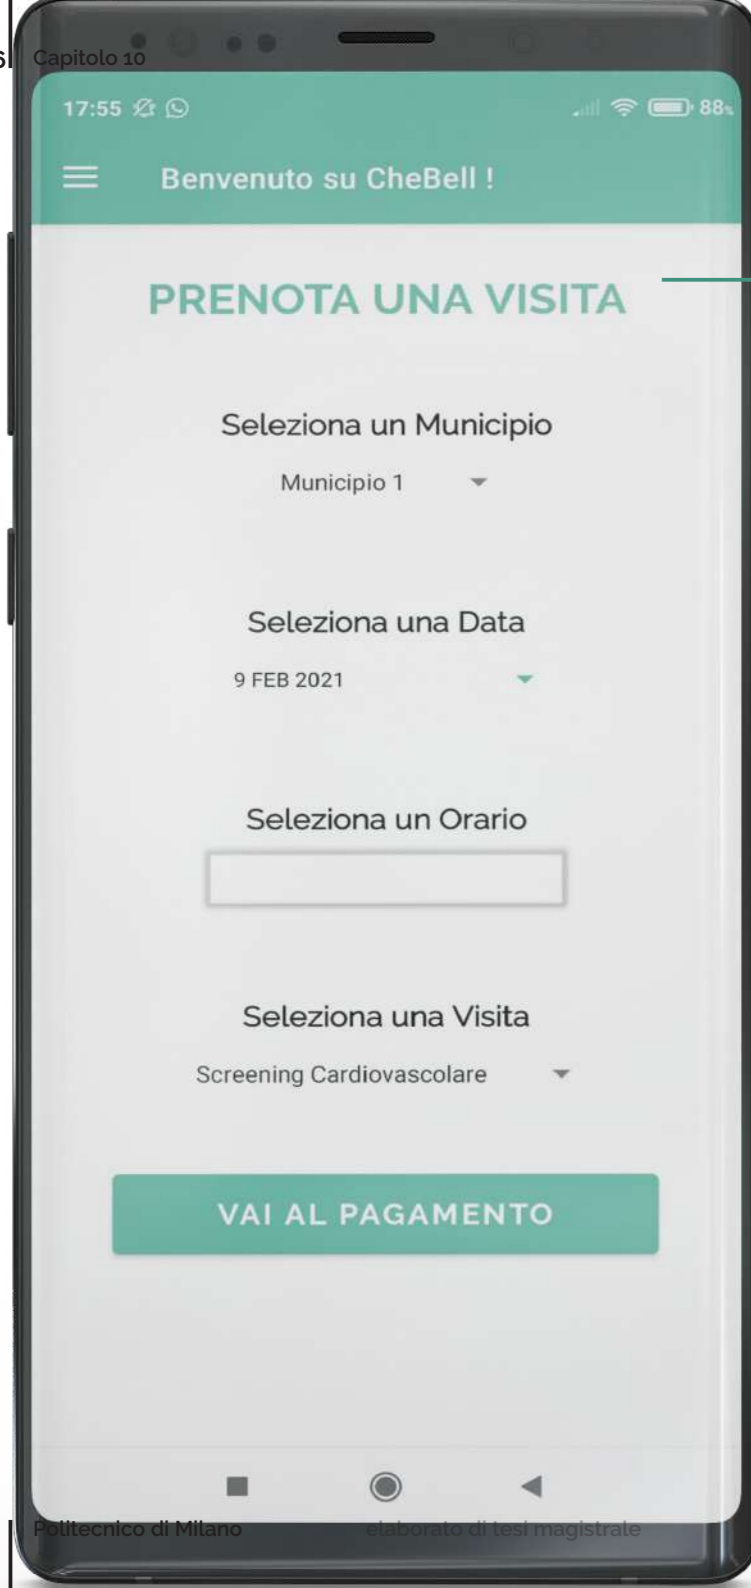 6
Capitolo 10
17:55 88%
Benvenuto su CheBell !
PRENOTA UNA VISITA
Seleziona un Municipio
Municipio 1
Seleziona una Data
9 FEB 2021
Seleziona un Orario
Seleziona una Visita
Screening Cardiovascolare
VAI AL PAGAMENTO
Politecnico di Milano elaborato di tesi magistrale